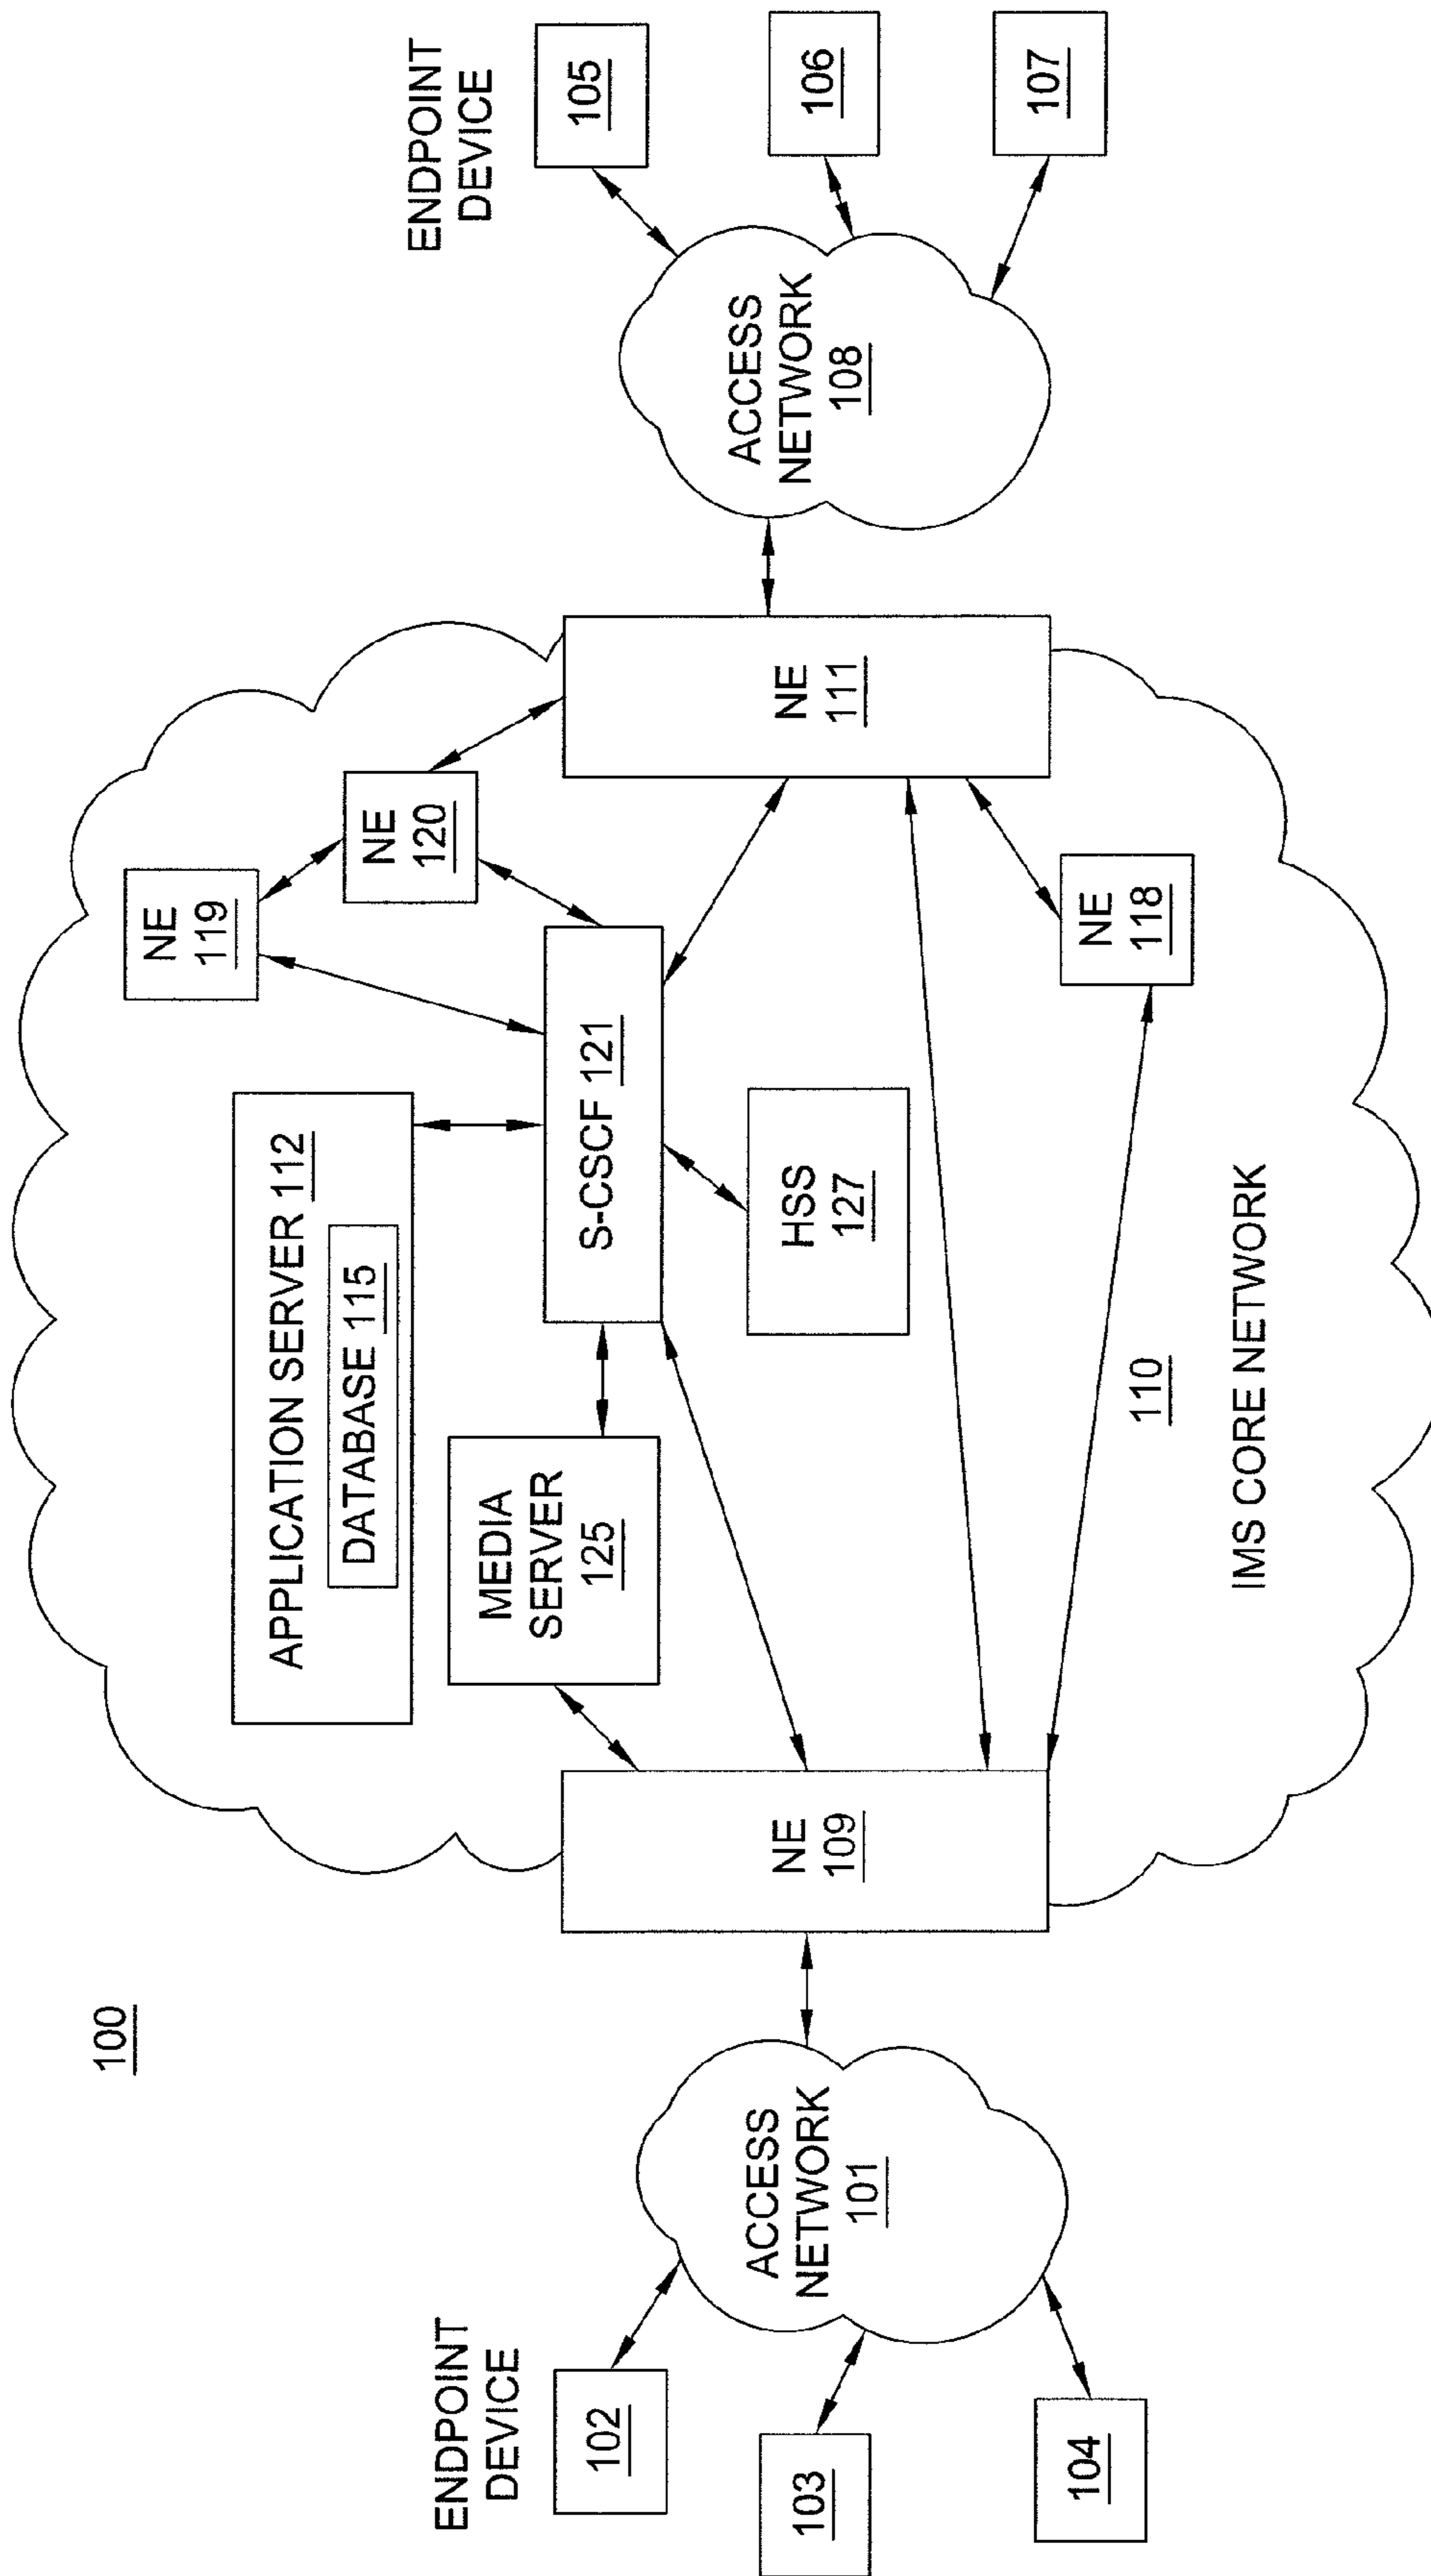 100
ENDPOINT
DEVICE
102
103
104
ACCESS
NETWORK
101
NE
109
APPLICATION SERVER 112
DATABASE 115
MEDIA
SERVER
125
S-CSCF 121
HSS
127
NE
119
NE
120
NE
111
NE
118
110
IMS CORE NETWORK
ACCESS
NETWORK
108
ENDPOINT
DEVICE
105
106
107